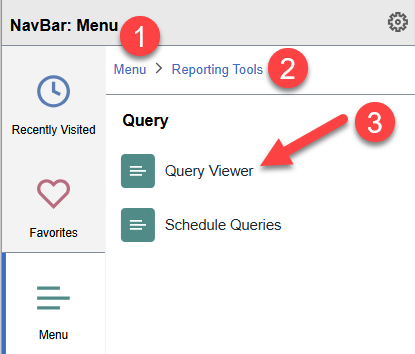 NavBar: Menu
1
Menu > Reporting Tools 2
Recently Visited
Query
3
Query Viewer
Favorites
Schedule Queries
Menu